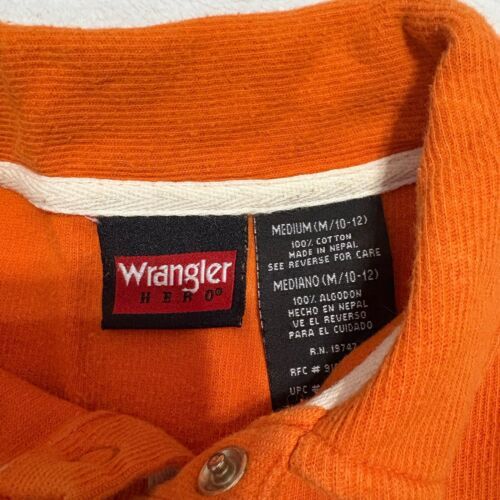 Wrangler
HERO®
MEDIUM (M/10-12)
100% COTTON
MADE IN NEPAL
SEE REVERSE FOR CARE
MEDIANO (M/10-12)
100% ALGODON
HECHO EN NEPAL
VE EL REVERSO
PARA EL CUIDADO
R.N. 19747
RFC #
UPC #